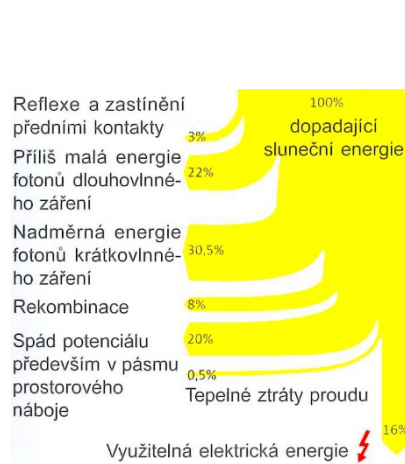 Reflexe a zastínění
předními kontakty
3%
100%
dopadající
sluneční energie
Příliš malá energie
fotonů dlouhovlnné-
ho záření
22%
Nadměrná energie
fotonů krátkovlnné-
ho záření
30,5%
Rekombinace
8%
Spád potenciálu
především v pásmu
prostorového
náboje
20%
0,5%
Tepelné ztráty proudu
16%
Využitelná elektrická energie